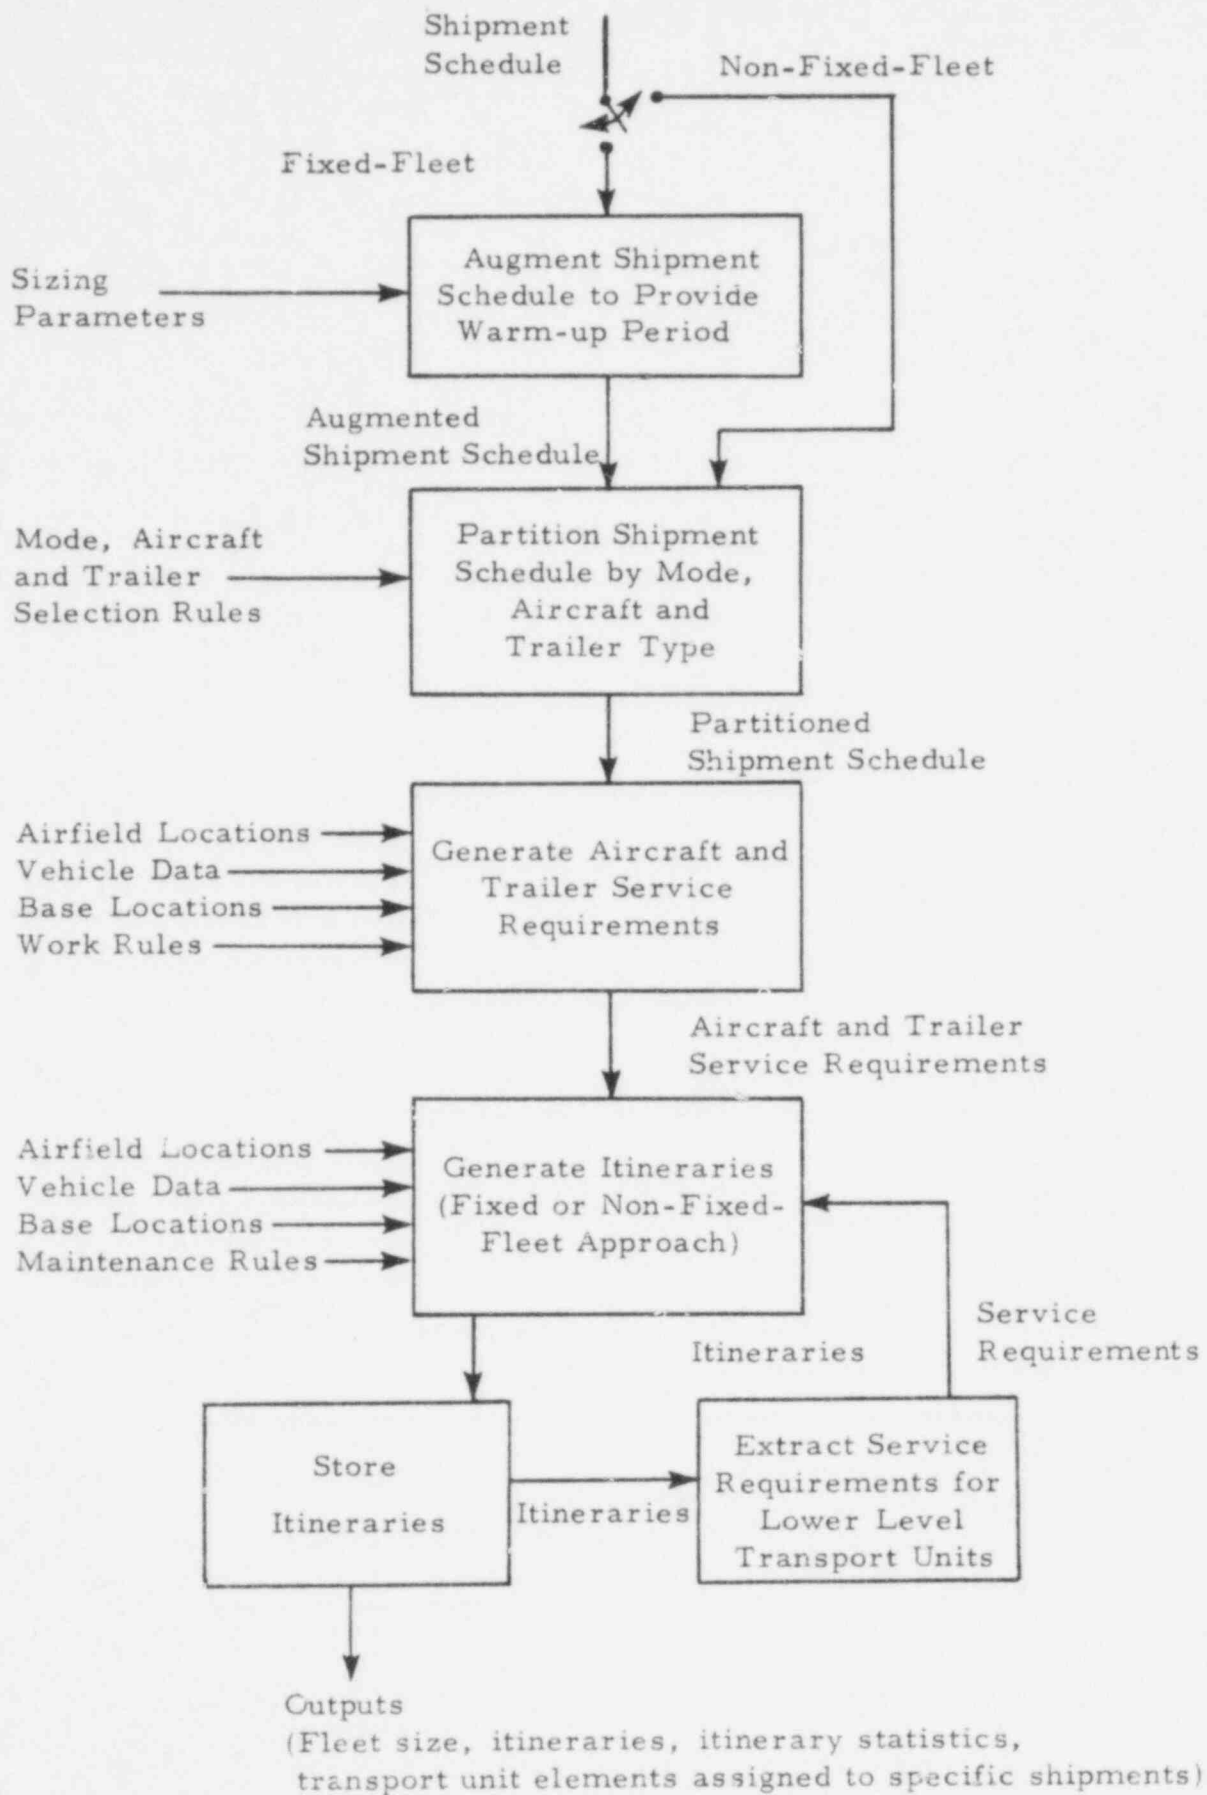 Shipment
Schedule
Non-Fixed-Fleet
Fixed-Fleet
Sizing
Parameters
Augment Shipment
Schedule to Provide
Warm-up Period
Augmented
Shipment Schedule
Mode, Aircraft
and Trailer
Selection Rules
Partition Shipment
Schedule by Mode,
Aircraft and
Trailer Type
Partitioned
Shipment Schedule
Airfield Locations
Vehicle Data
Base Locations
Work Rules
Generate Aircraft and
Trailer Service
Requirements
Aircraft and Trailer
Service Requirements
Airfield Locations
Vehicle Data
Base Locations
Maintenance Rules
Generate Itineraries
(Fixed or Non-Fixed-
Fleet Approach)
Itineraries
Service
Requirements
Store
Itineraries
Itineraries
Extract Service
Requirements for
Lower Level
Transport Units
Outputs
(Fleet size, itineraries, itinerary statistics,
transport unit elements assigned to specific shipments)